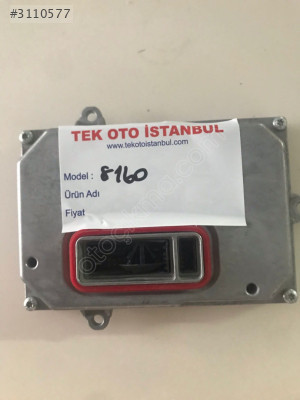 #3110577
TEK OTO İSTANBUL
www.tekotoistanbul.com
Model : 8160
Ürün Adı
Fiyat